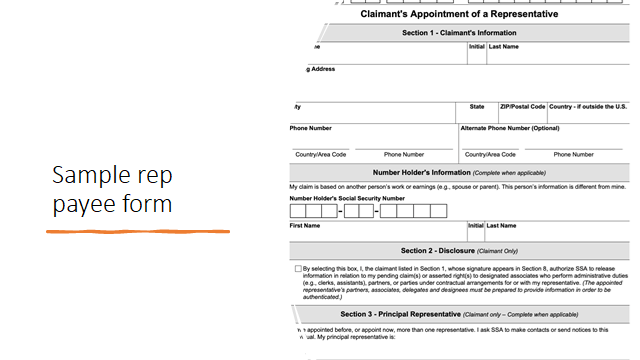 Sample rep
payee form
Claimant's Appointment of a Representative
Section 1 - Claimant's Information
Initial Last Name
Address
State ZIP/Postal Code Country - if outside the U.S.
Phone Number Alternate Phone Number (Optional)
Country/Area Code Phone Number Country/Area Code Phone Number
Number Holder's Information (Complete when applicable)
My claim is based on another person's work or earnings (e.g., spouse or parent). This person's information is different from mine.
Number Holder's Social Security Number
First Name Initial Last Name
Section 2 - Disclosure (Claimant Only)
By selecting this box, I, the claimant listed in Section 1, whose signature appears in Section 8, authorize SSA to release
information in relation to my pending claim(s) or asserted right(s) to designated associates who perform administrative duties
(e.g., clerks, assistants), partners, or parties under contractual arrangements for or with my representative. (The appointed
representative's partners, associates, delegates and designees must be prepared to provide information in order to be
authenticated.)
Section 3 - Principal Representative (Claimant only – Complete when applicable)
appointed before, or appoint now, more than one representative. I ask SSA to make contacts or send notices to this
My principal representative is: